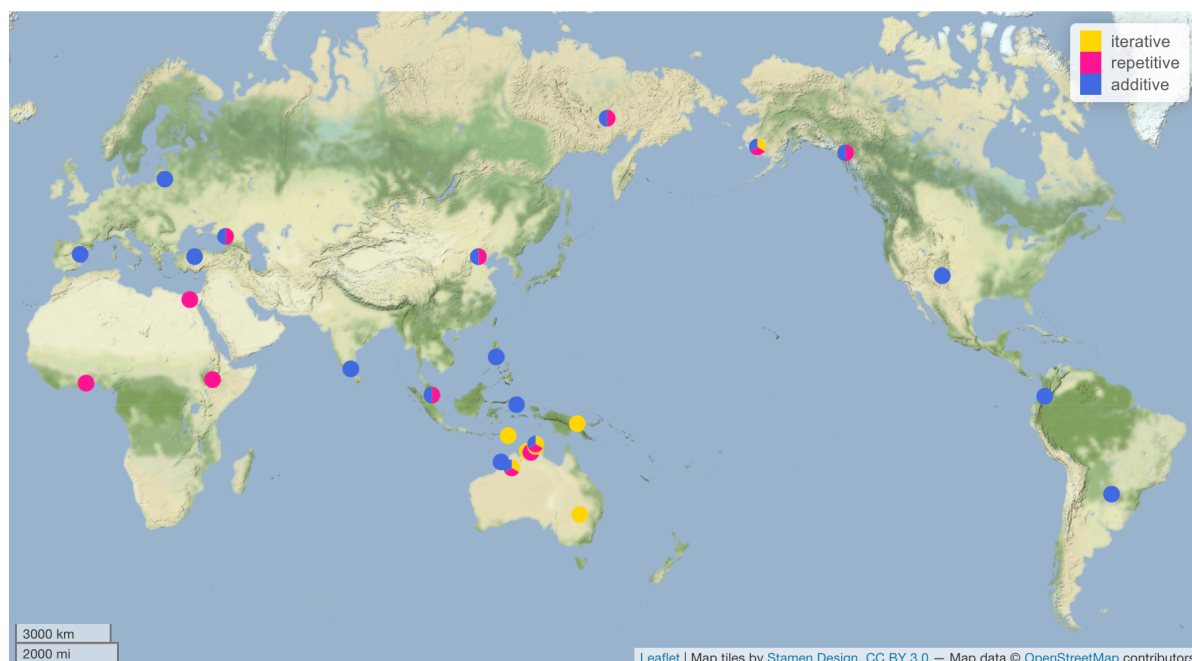 iterative
repetitive
additive
3000 km
2000 mi
Leaflet | Map tiles by Stamen Design, CC BY 3.0 — Map data © OpenStreetMap contributors